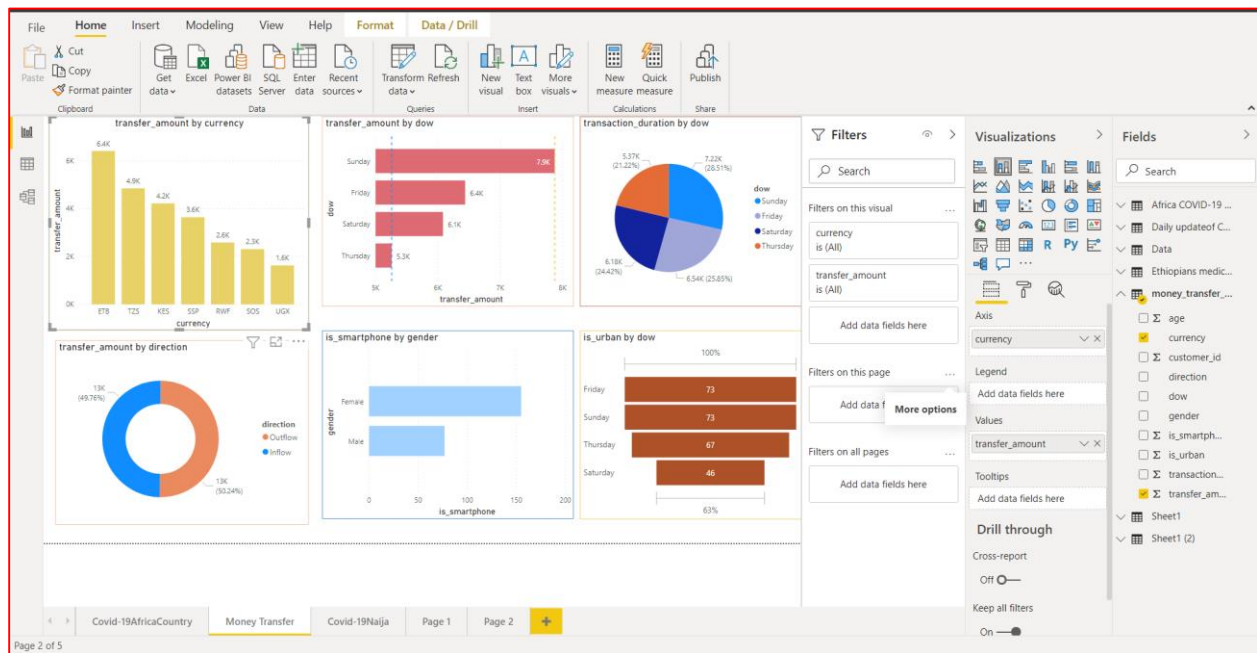 File Home Insert Modeling View Help Format Data / Drill
Paste
Cut
Copy
Format painter
Clipboard
Get data
Excel
Power BI datasets
SQL Server
Enter data
Recent sources
Data
Transform data
Refresh
Queries
New visual
Text box
More visuals
Insert
New measure
Quick measure
Calculations
Publish
Share
transfer_amount by currency
6.4K
4.9K
4.2K
3.6K
2.6K
2.3K
1.6K
6K
4K
2K
0K
transfer_amount
ETB TZS KES SSP RWF SOS UGX
currency
transfer_amount by dow
Sunday 7.9K
Friday 6.4K
Saturday 6.1K
Thursday 5.3K
dow
5K 6K 7K 8K
transfer_amount
transaction_duration by dow
5.37K (21.22%)
7.22K (28.51%)
6.18K (24.42%)
6.54K (25.85%)
dow
Sunday
Friday
Saturday
Thursday
transfer_amount by direction
13K (49.76%)
13K (50.24%)
direction
Outflow
Inflow
is_smartphone by gender
Female
Male
gender
0 50 100 150 200
is_smartphone
is_urban by dow
100%
Friday 73
Sunday 73
Thursday 67
Saturday 46
63%
Filters
Search
Filters on this visual ...
currency
is (All)
transfer_amount
is (All)
Add data fields here
Filters on this page ...
Add data f
More options
Filters on all pages ...
Add data fields here
Visualizations
R Py
...
Axis
currency
Legend
Add data fields here
Values
transfer_amount
Tooltips
Add data fields here
Drill through
Cross-report
Off
Keep all filters
On
Fields
Search
Africa COVID-19 ...
Daily updateof C...
Data
Ethiopians medic...
money_transfer_...
Σ age
currency
Σ customer_id
direction
dow
gender
Σ is_smartph...
Σ is_urban
Σ transaction...
Σ transfer_am...
Sheet1
Sheet1 (2)
Covid-19AfricaCountry Money Transfer Covid-19Naija Page 1 Page 2 +
Page 2 of 5